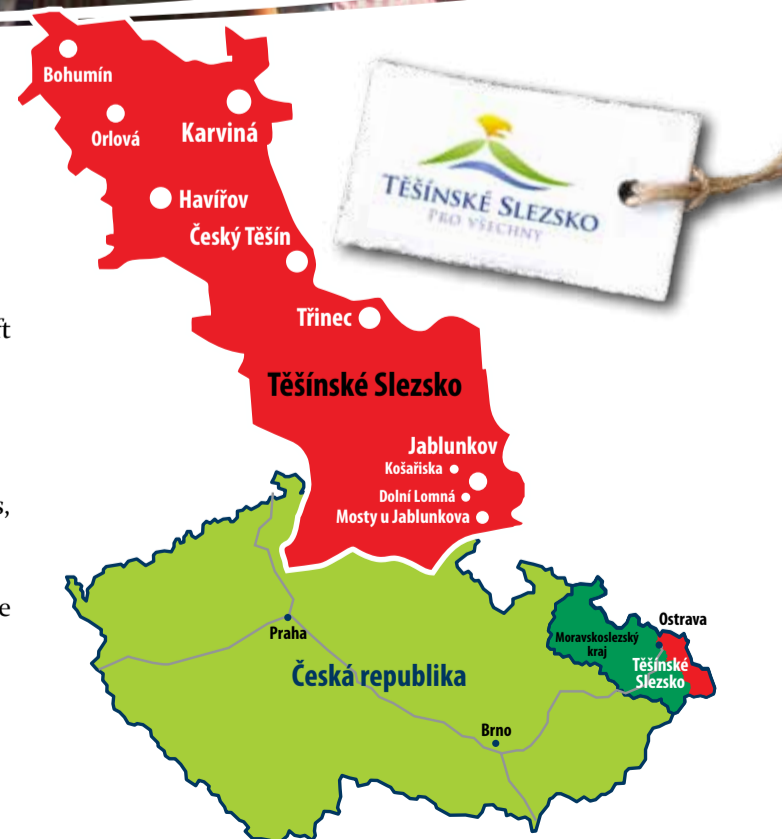 Bohumín
Orlová
Karviná
Havířov
Český Těšín
TĚŠÍNSKÉ SLEZSKO
PRO VŠECHNY
Třinec
ft
Těšínské Slezsko
Jablunkov
Košařiska
Dolní Lomná
Mosty u Jablunkova
s,
e
Praha
Česká republika
Brno
Moravskoslezský
kraj
Ostrava
Těšínské
Slezsko